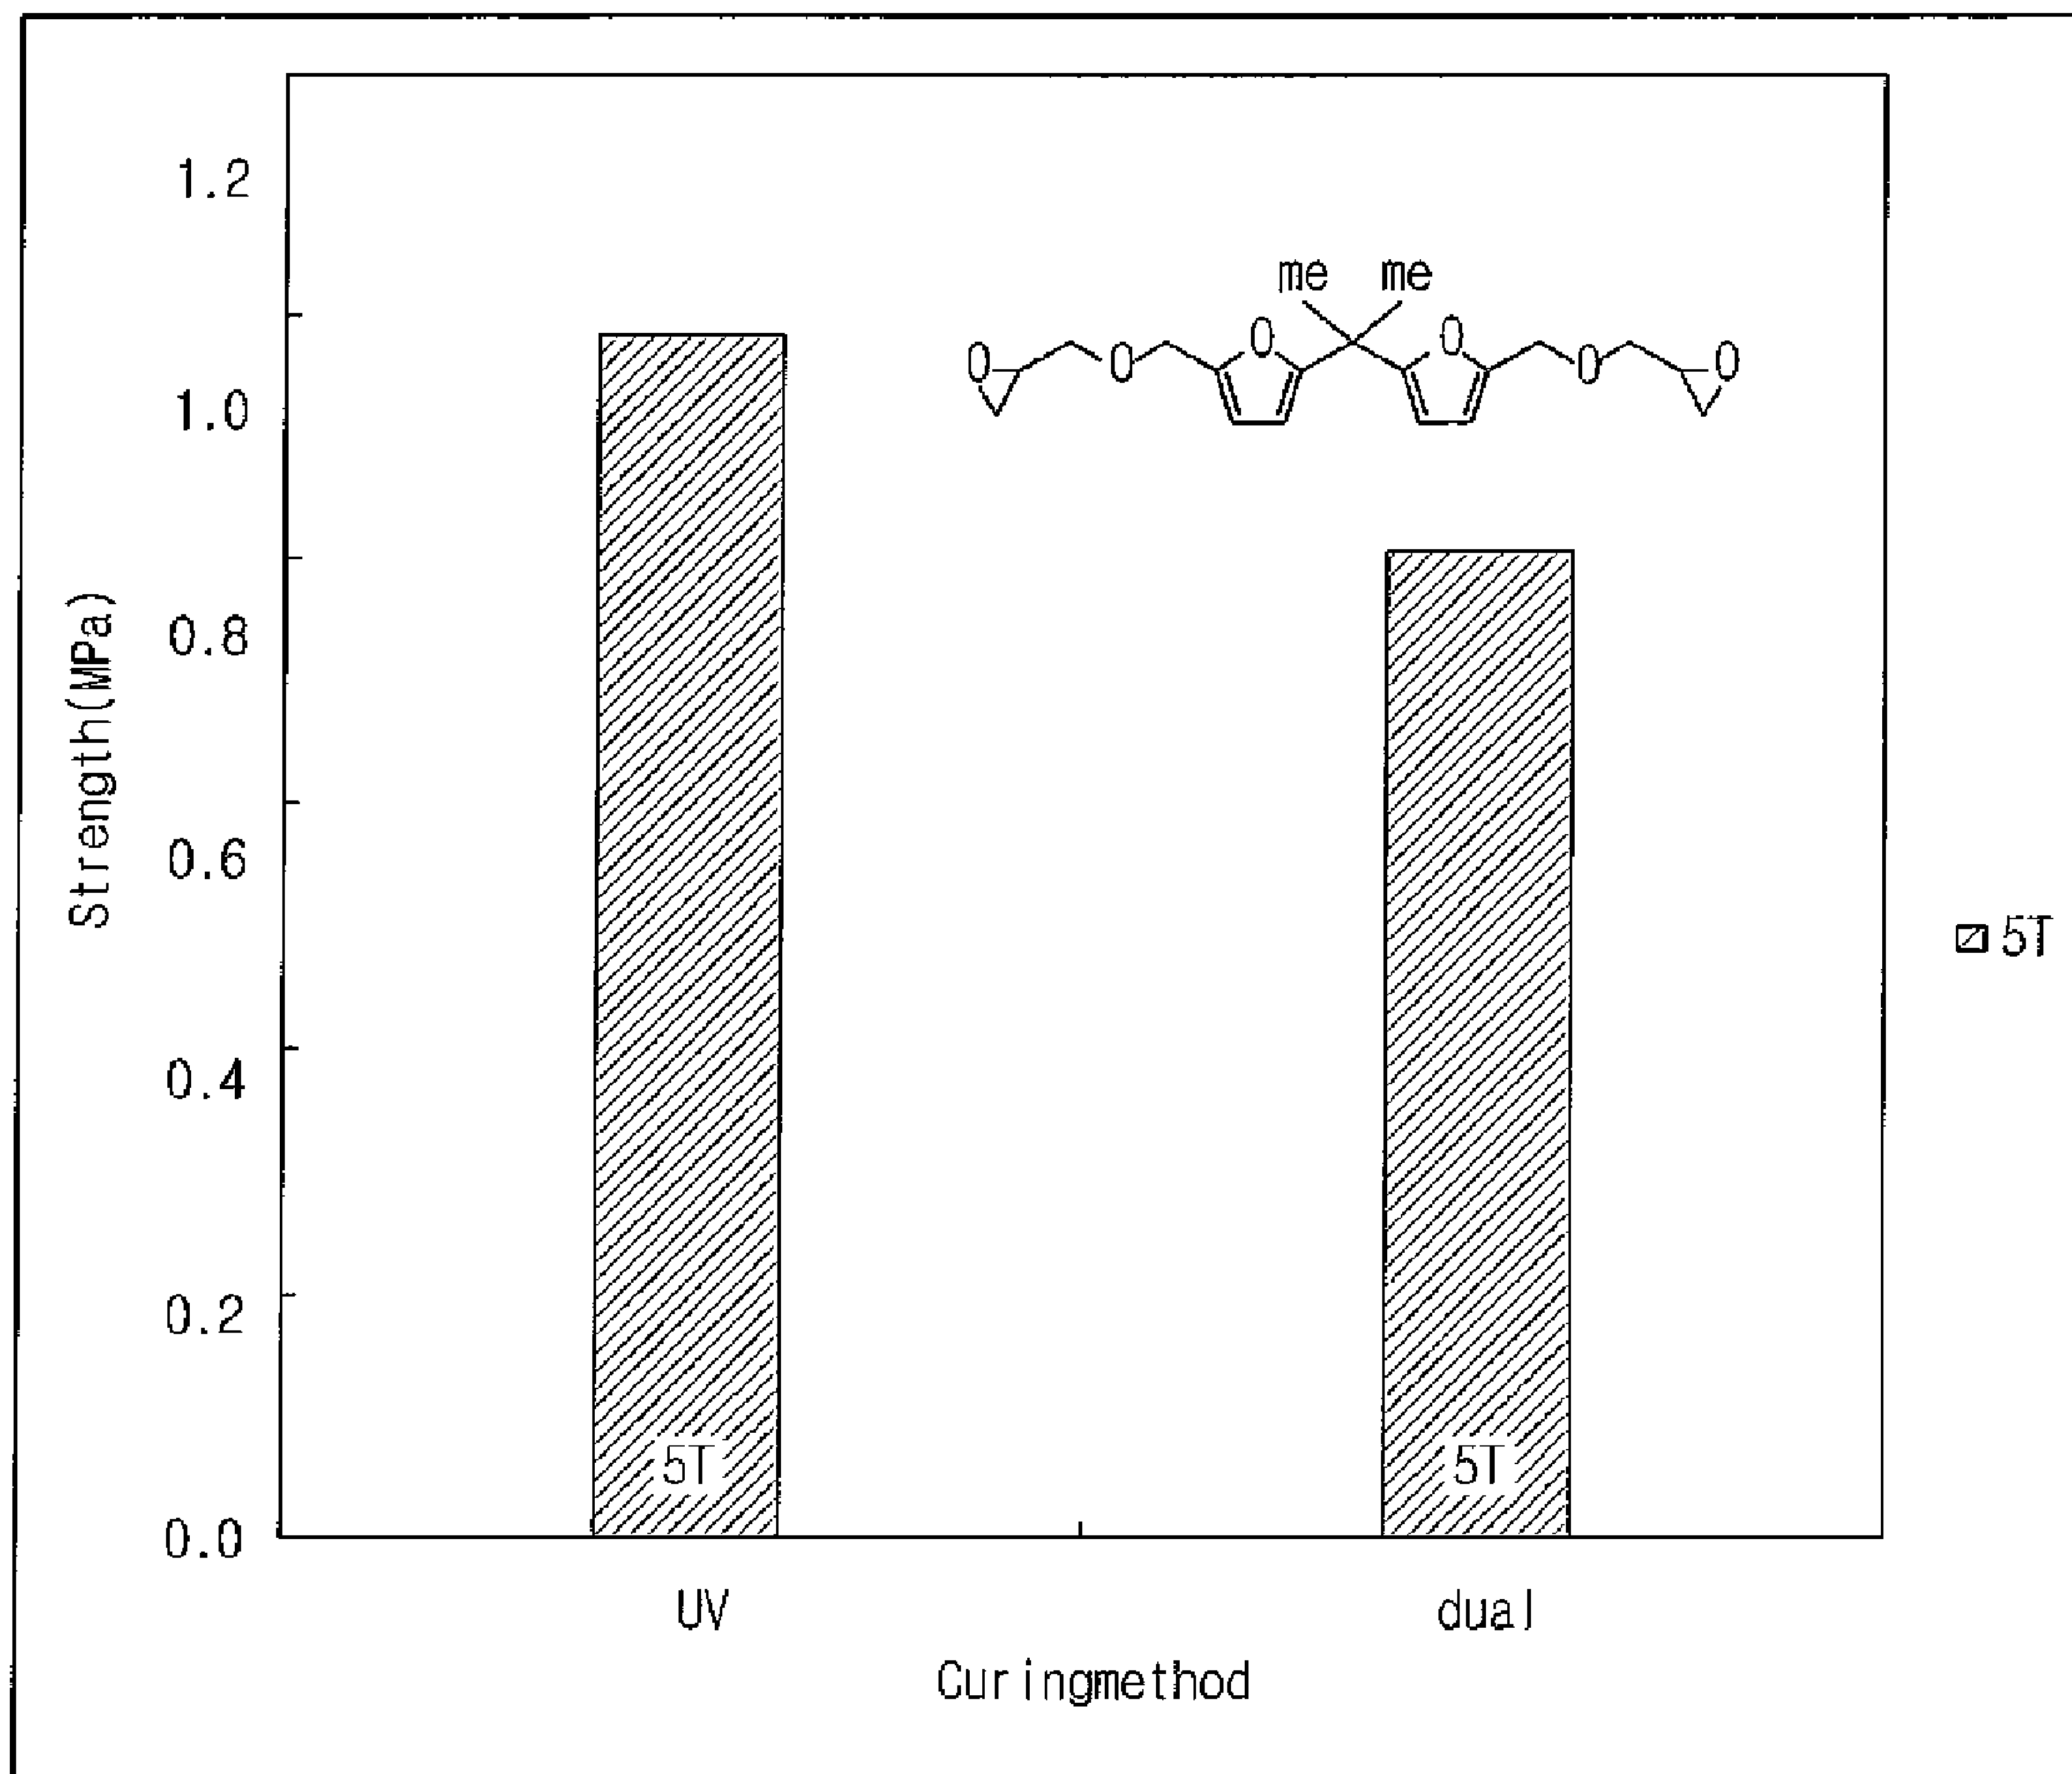 1.2
1.0
0.8
0.6
0.4
0.2
0.0
Strength(MPa)
me me
O O O O O O
5T
5T
5T
UV dual
Curingmethod